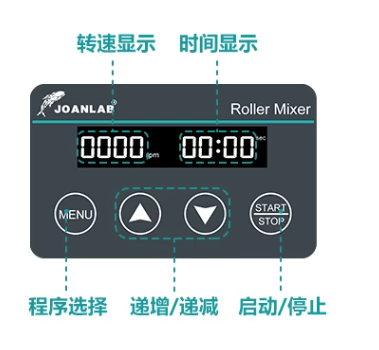 转速显示 时间显示
JOANLAB®
Roller Mixer
0000 rpm 00:00 sec
MENU
START
STOP
程序选择 递增/递减 启动/停止